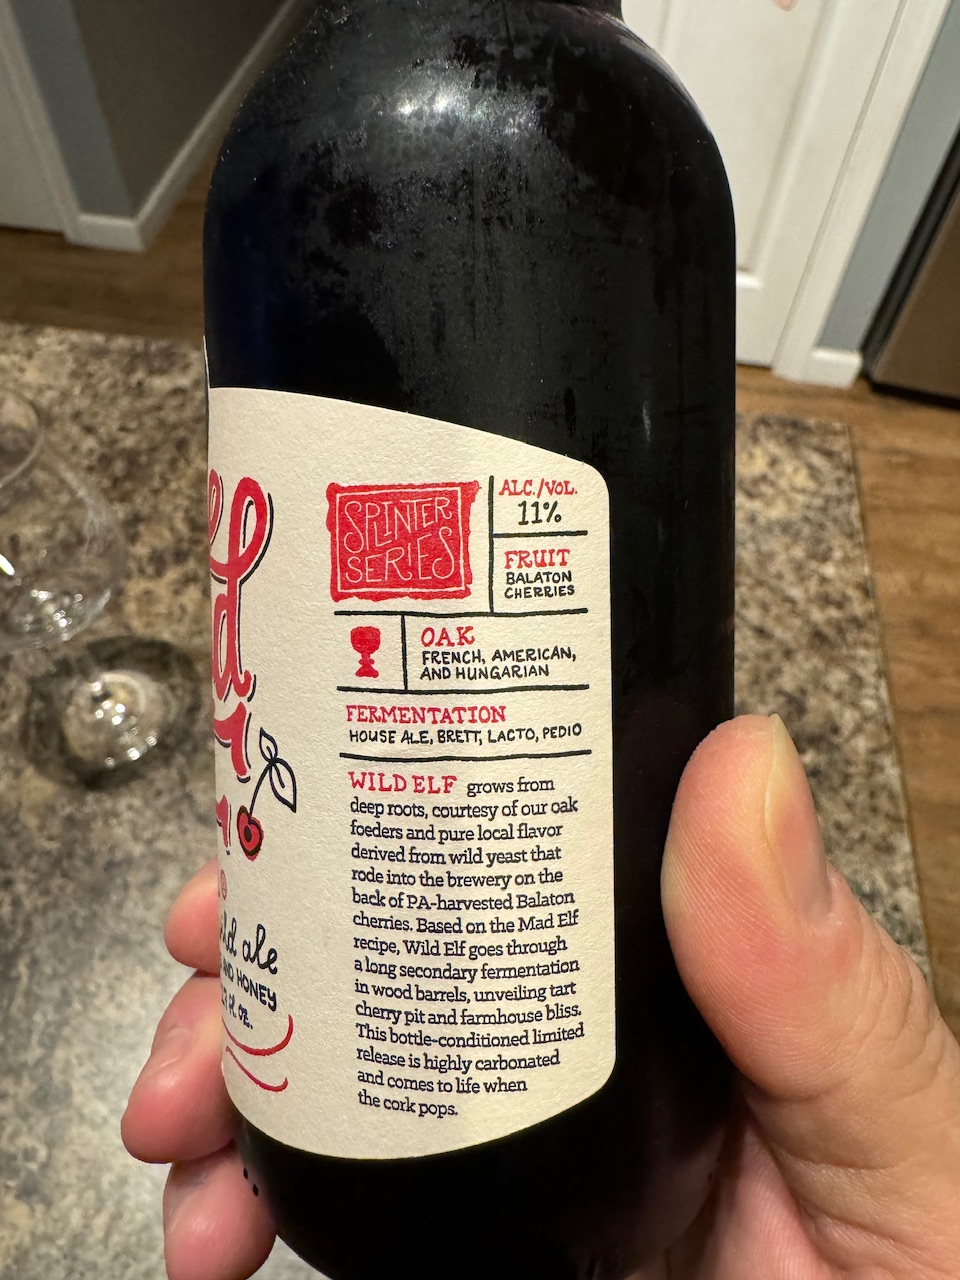 SPLINTER
SERIES
ALC./VOL.
11%
FRUIT
BALATON
CHERRIES
OAK
FRENCH, AMERICAN,
AND HUNGARIAN
FERMENTATION
HOUSE ALE, BRETT, LACTO, PEDIO
WILD ELF grows from
deep roots, courtesy of our oak
foeders and pure local flavor
derived from wild yeast that
rode into the brewery on the
back of PA-harvested Balaton
cherries. Based on the Mad Elf
recipe, Wild Elf goes through
a long secondary fermentation
in wood barrels, unveiling tart
cherry pit and farmhouse bliss.
This bottle-conditioned limited
release is highly carbonated
and comes to life when
the cork pops.
ale
AND HONEY
FL. OZ.